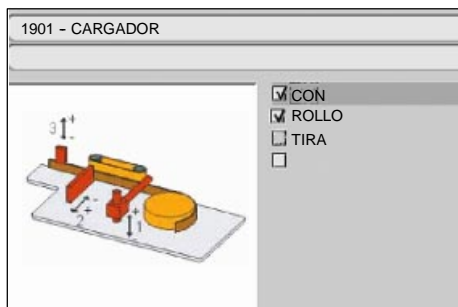 1901 - CARGADOR
CON
ROLLO
TIRA
3 + -
- + 2
+ - 1